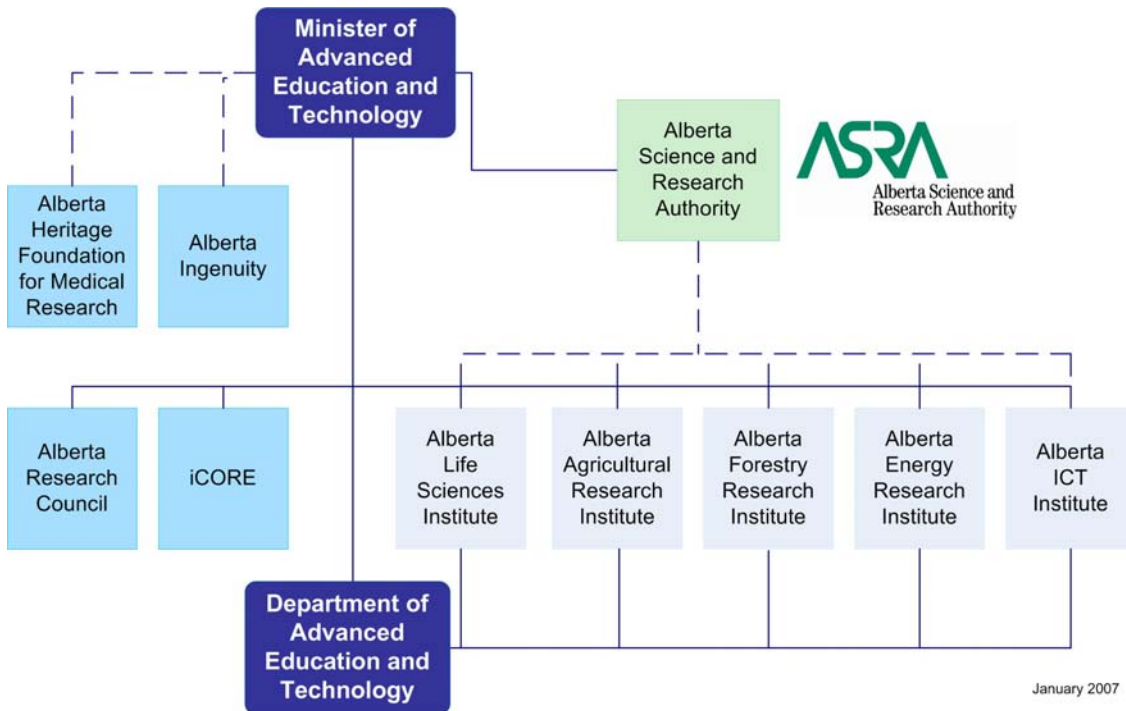 Minister of
Advanced
Education and
Technology
Alberta
Science and
Research
Authority
ASRA
Alberta Science and
Research Authority
Alberta
Heritage
Foundation
for Medical
Research
Alberta
Ingenuity
Alberta
Research
Council
iCORE
Alberta
Life
Sciences
Institute
Alberta
Agricultural
Research
Institute
Alberta
Forestry
Research
Institute
Alberta
Energy
Research
Institute
Alberta
ICT
Institute
Department of
Advanced
Education and
Technology
January 2007